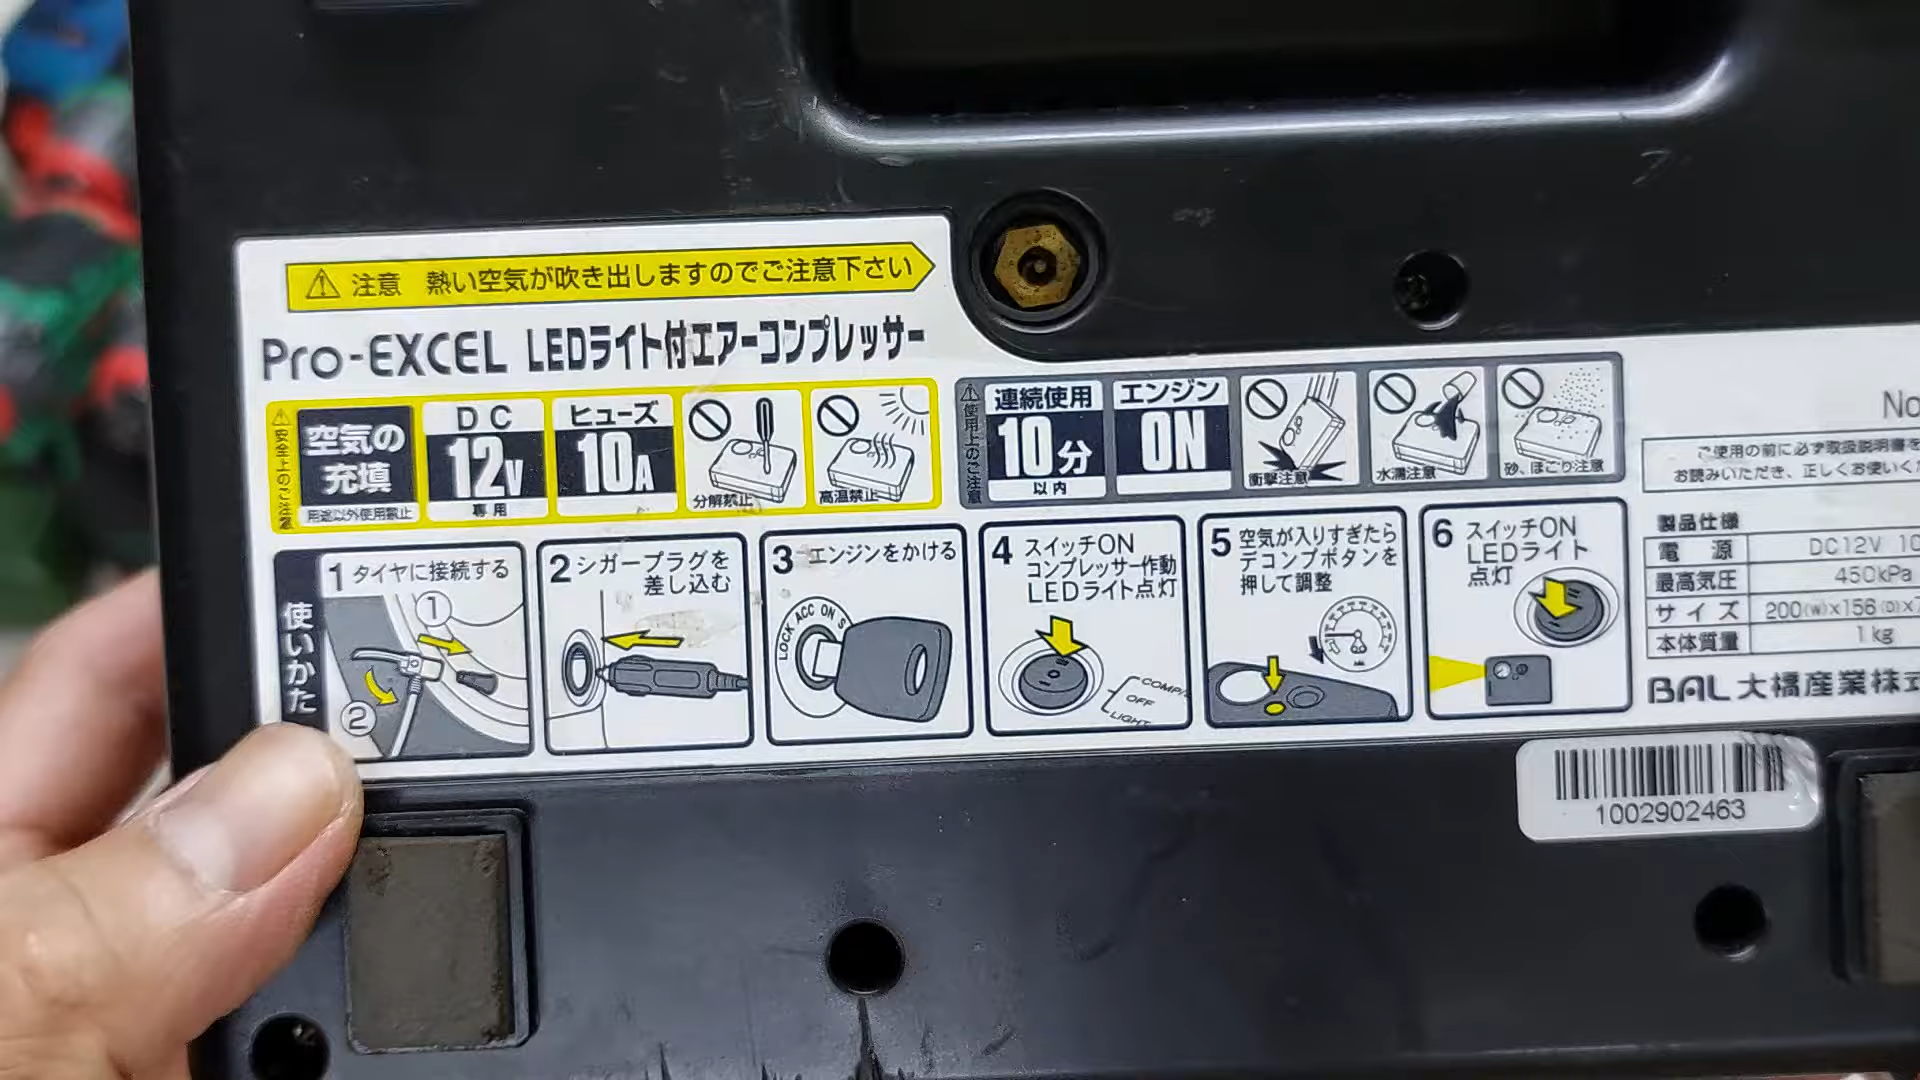 注意 熱い空気が吹き出しますのでご注意下さい
Pro-EXCEL LEDライト付エアーコンプレッサー
安全上のご注意
空気の
充填
用途以外使用禁止
DC
12V
専用
ヒューズ
10A
分解禁止
高温禁止
使用上のご注意
連続使用
10分
以内
エンジン
ON
衝撃注意
水濡注意
砂、ほこり注意
No
ご使用の前に必ず取扱説明書を
お読みいただき、正しくお使いくだ
使いかた
1 タイヤに接続する
①
②
2 シガープラグを
差し込む
3 エンジンをかける
LOCK ACC ON S
4 スイッチON
コンプレッサー作動
LEDライト点灯
COMP.
OFF
LIGHT
5 空気が入りすぎたら
デコンプボタンを
押して調整
6 スイッチON
LEDライト
点灯
製品仕様
電源 DC12V 10
最高気圧 450kPa
サイズ 200(W)×156(D)×7
本体質量 1kg
BAL 大橋産業株式
1002902463